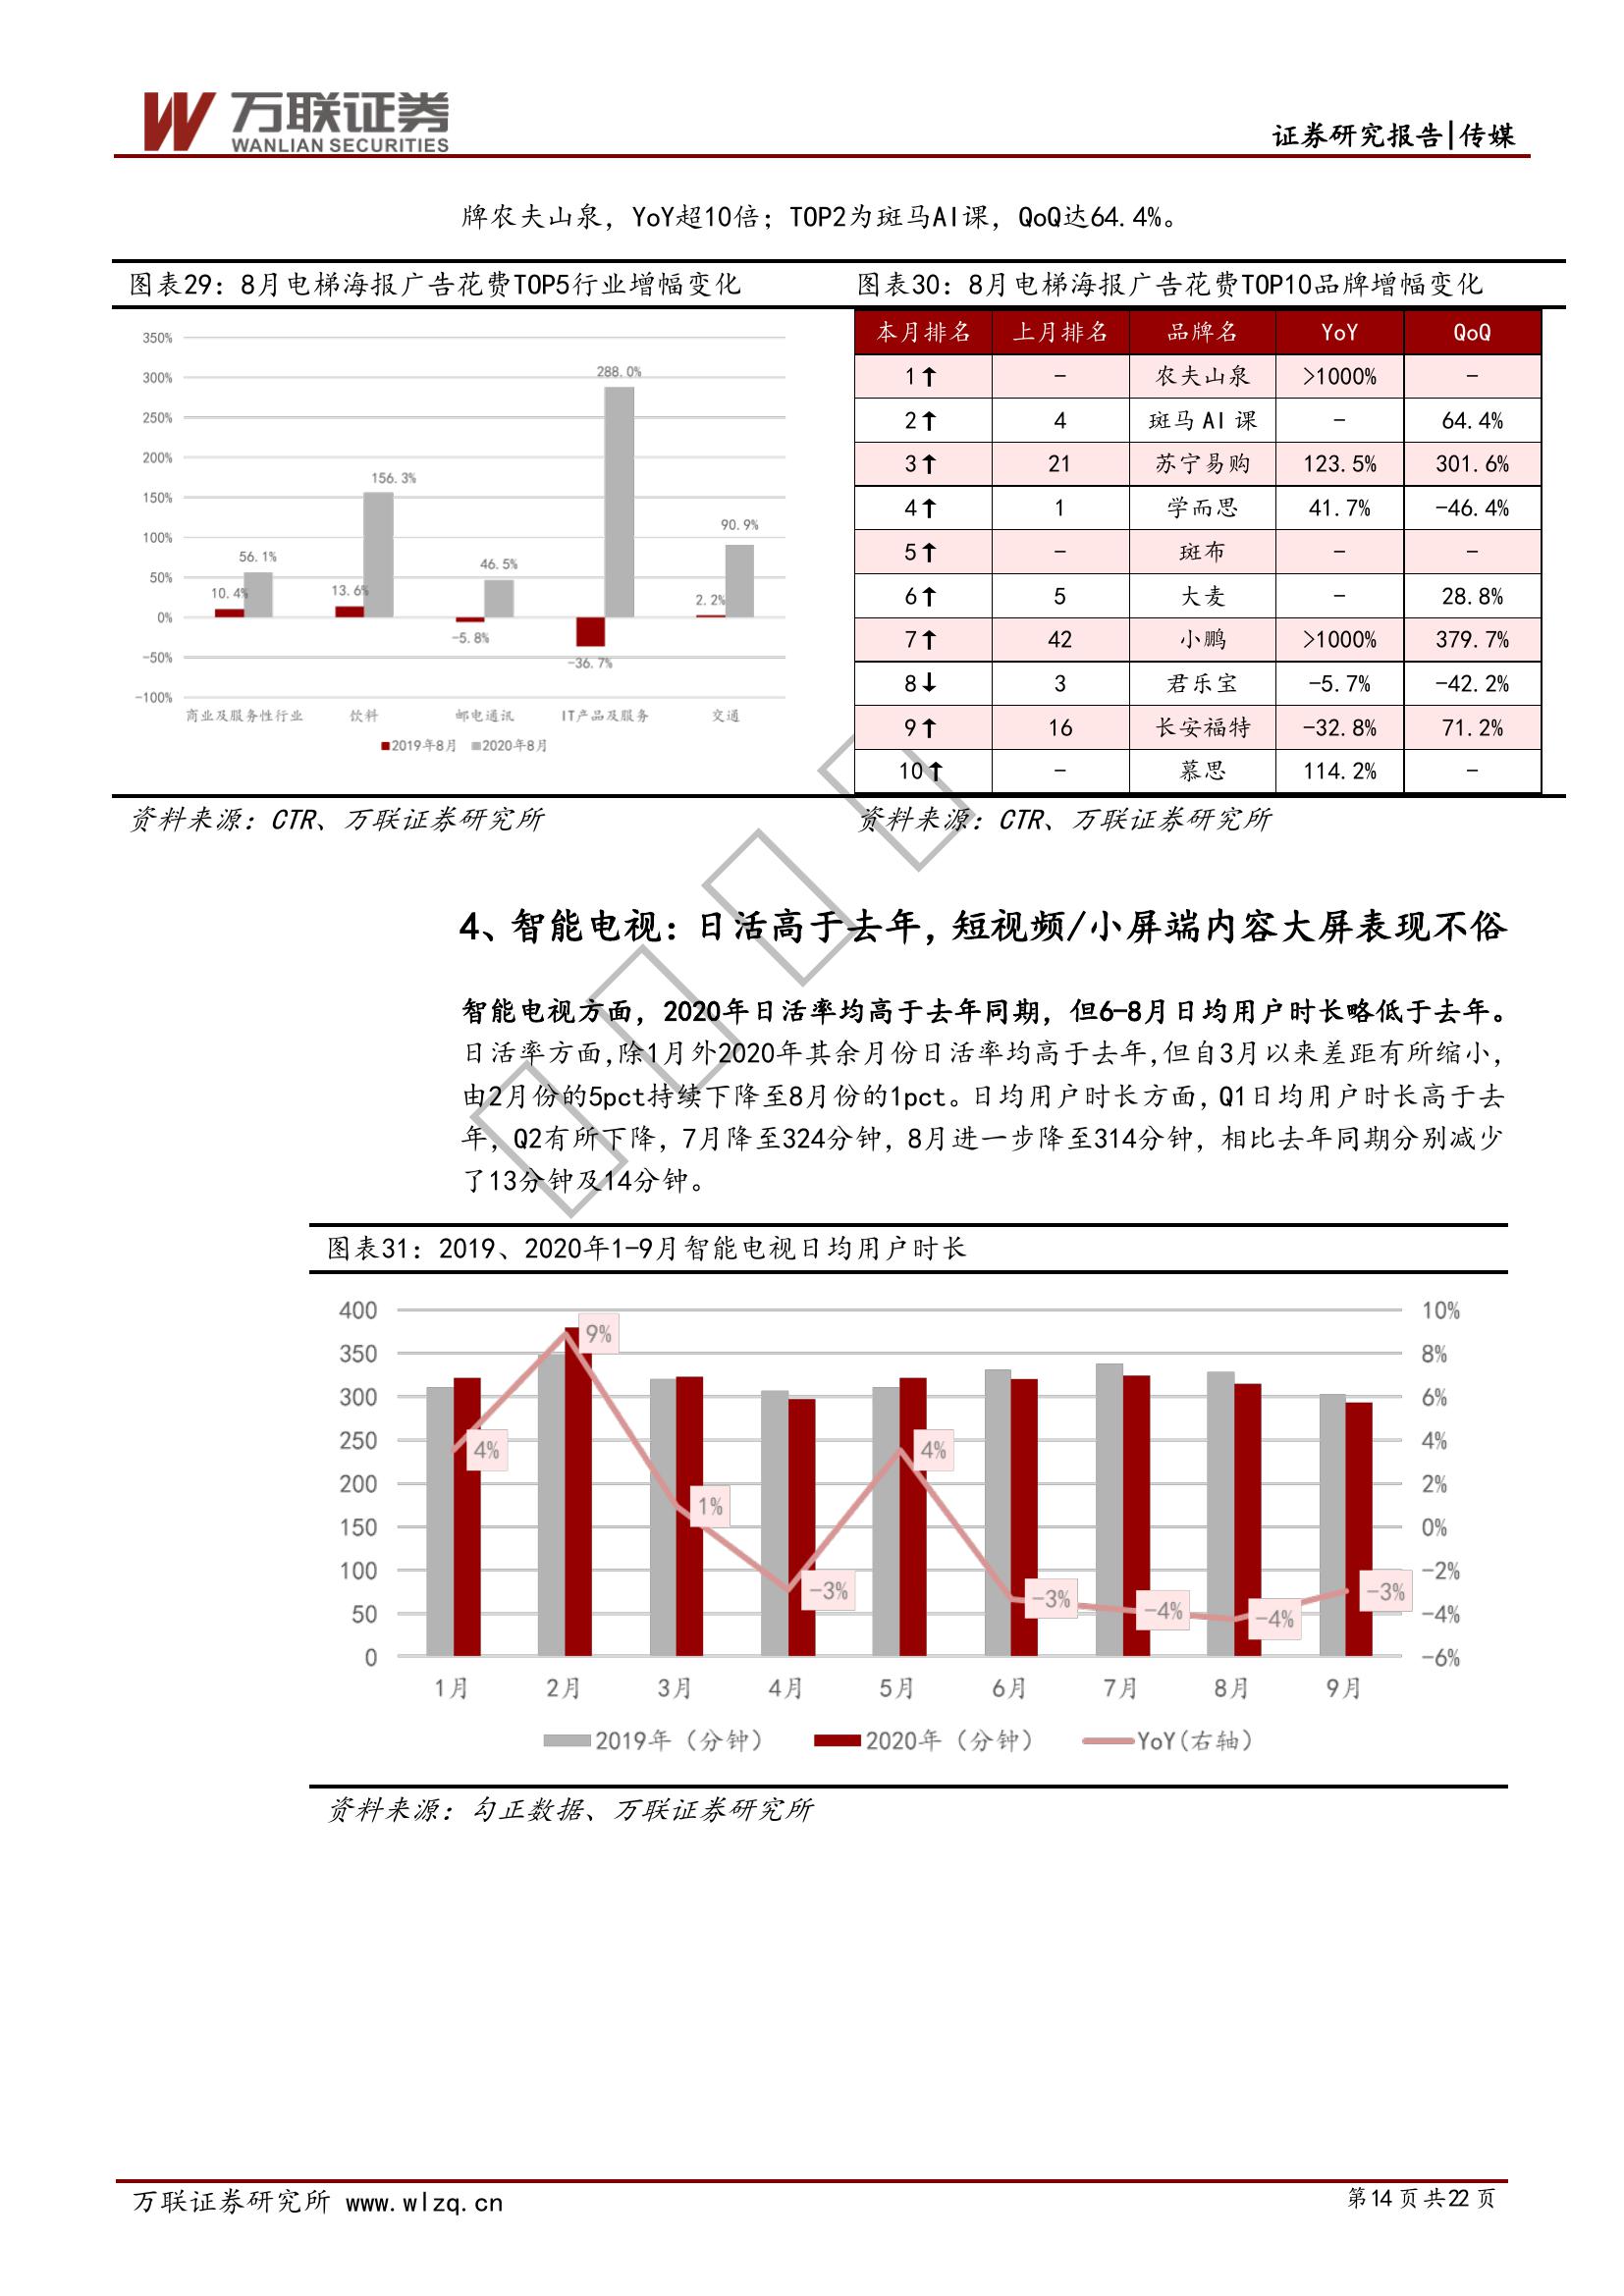 万联证券
WANLIAN SECURITIES
证券研究报告|传媒
牌农夫山泉，YoY超10倍；TOP2为斑马AI课，QoQ达64.4%。
图表29：8月电梯海报广告花费TOP5行业增幅变化
350%
300%
250%
200%
150%
100%
50%
0%
-50%
-100%
10.4%
56.1%
13.6%
156.3%
-5.8%
46.5%
-36.7%
288.0%
2.2%
90.9%
商业及服务性行业 饮料 邮电通讯 IT产品及服务 交通
2019年8月 2020年8月
资料来源：CTR、万联证券研究所
图表30：8月电梯海报广告花费TOP10品牌增幅变化
本月排名 上月排名 品牌名 YoY QoQ
1↑ - 农夫山泉 >1000% -
2↑ 4 斑马 AI 课 - 64.4%
3↑ 21 苏宁易购 123.5% 301.6%
4↑ 1 学而思 41.7% -46.4%
5↑ - 斑布 - -
6↑ 5 大麦 - 28.8%
7↑ 42 小鹏 >1000% 379.7%
8↓ 3 君乐宝 -5.7% -42.2%
9↑ 16 长安福特 -32.8% 71.2%
10↑ - 慕思 114.2% -
资料来源：CTR、万联证券研究所
4、智能电视：日活高于去年，短视频/小屏端内容大屏表现不俗
智能电视方面，2020年日活率均高于去年同期，但6-8月日均用户时长略低于去年。
日活率方面，除1月外2020年其余月份日活率均高于去年，但自3月以来差距有所缩小，
由2月份的5pct持续下降至8月份的1pct。日均用户时长方面，Q1日均用户时长高于去
年，Q2有所下降，7月降至324分钟，8月进一步降至314分钟，相比去年同期分别减少
了13分钟及14分钟。
图表31：2019、2020年1-9月智能电视日均用户时长
400
350
300
250
200
150
100
50
0
4%
9%
1%
-3%
4%
-3%
-4%
-4%
-3%
10%
8%
6%
4%
2%
0%
-2%
-4%
-6%
1月 2月 3月 4月 5月 6月 7月 8月 9月
2019年（分钟） 2020年（分钟） YoY(右轴）
资料来源：勾正数据、万联证券研究所
万联证券研究所 www.wlzq.cn
第14页共22页